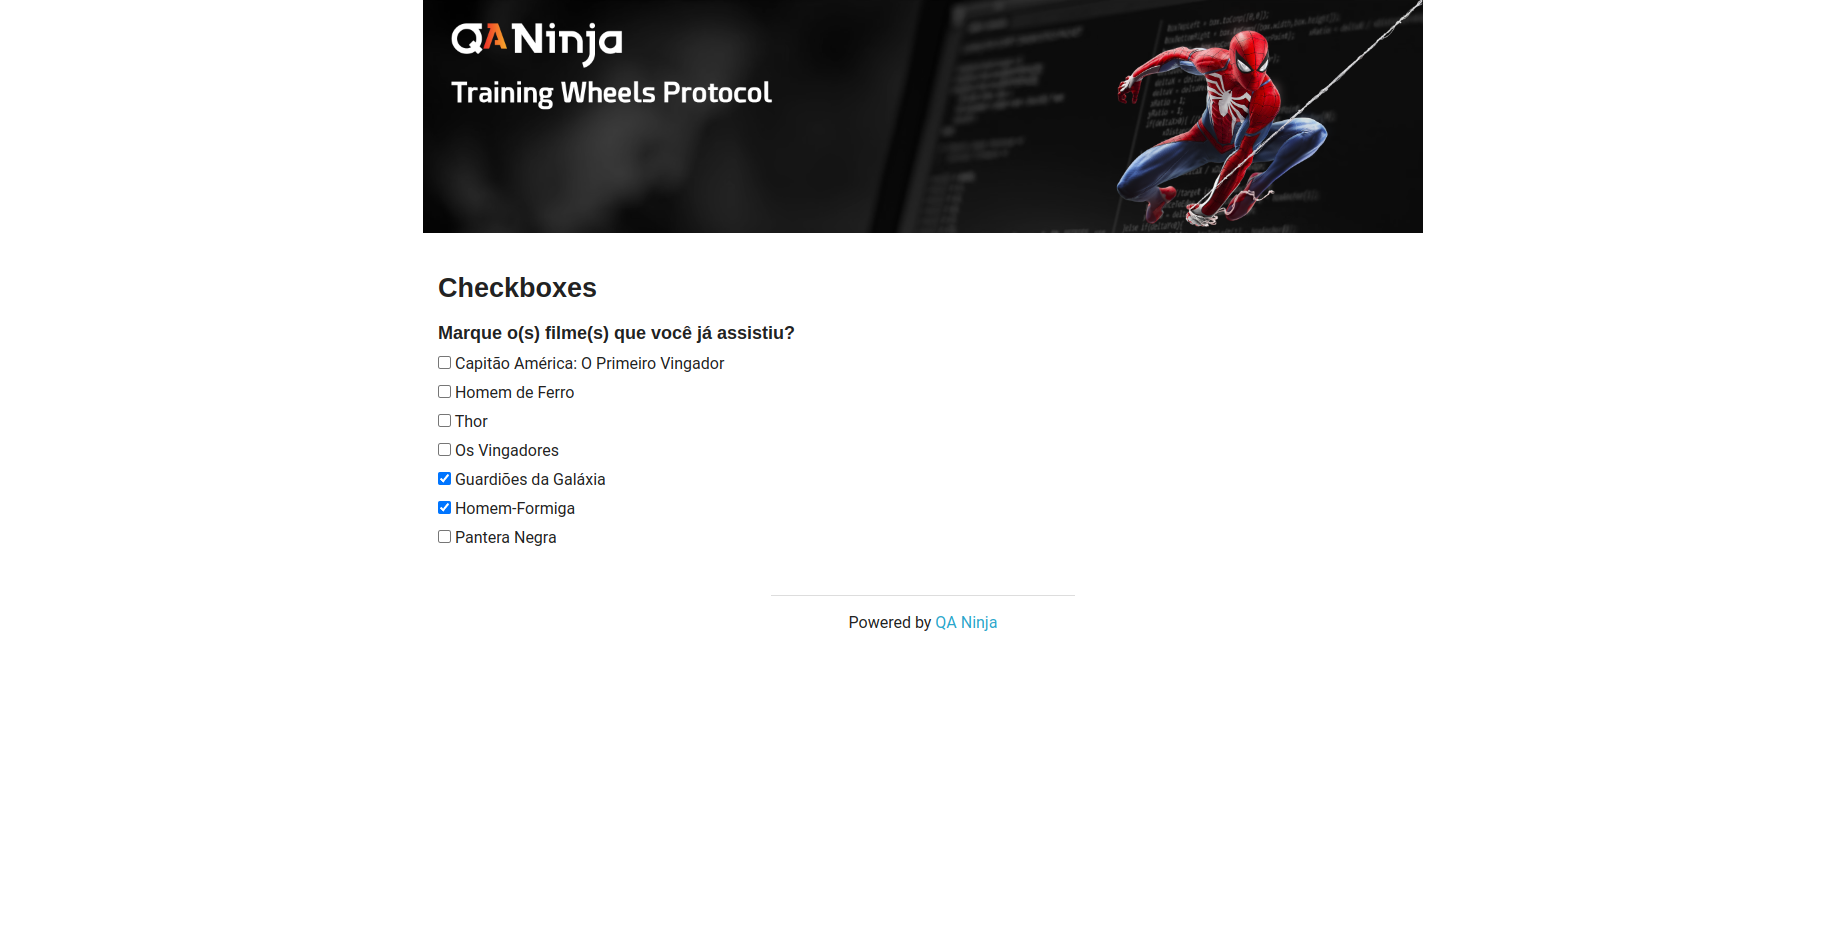 QANinja
Training Wheels Protocol
Checkboxes
Marque o(s) filme(s) que você já assistiu?
Capitão América: O Primeiro Vingador
Homem de Ferro
Thor
Os Vingadores
Guardiões da Galáxia
Homem-Formiga
Pantera Negra
Powered by QA Ninja